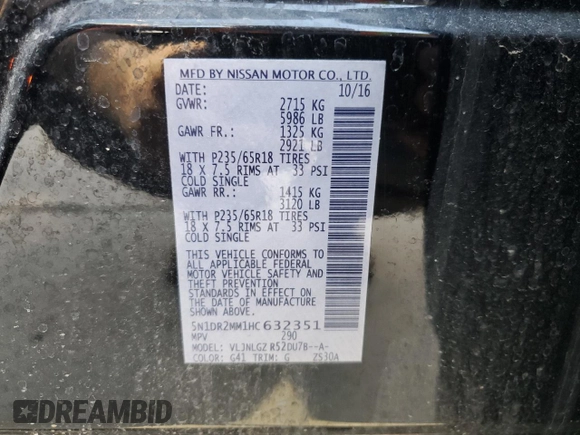 MFD BY NISSAN MOTOR CO., LTD.
DATE: 10/16
GVWR: 2715 KG
5986 LB
GAWR FR.: 1325 KG
2921 LB
WITH P235/65R18 TIRES
18 X 7.5 RIMS AT 33 PSI
COLD SINGLE
GAWR RR.: 1415 KG
3120 LB
WITH P235/65R18 TIRES
18 X 7.5 RIMS AT 33 PSI
COLD SINGLE
THIS VEHICLE CONFORMS TO
ALL APPLICABLE FEDERAL
MOTOR VEHICLE SAFETY AND
THEFT PREVENTION
STANDARDS IN EFFECT ON
THE DATE OF MANUFACTURE
SHOWN ABOVE.
5N1DR2MM1HC632351
MPV 290
MODEL: VLJNLGZ R52DU7B--A-
COLOR: G41 TRIM: G ZS30A
DREAMBID